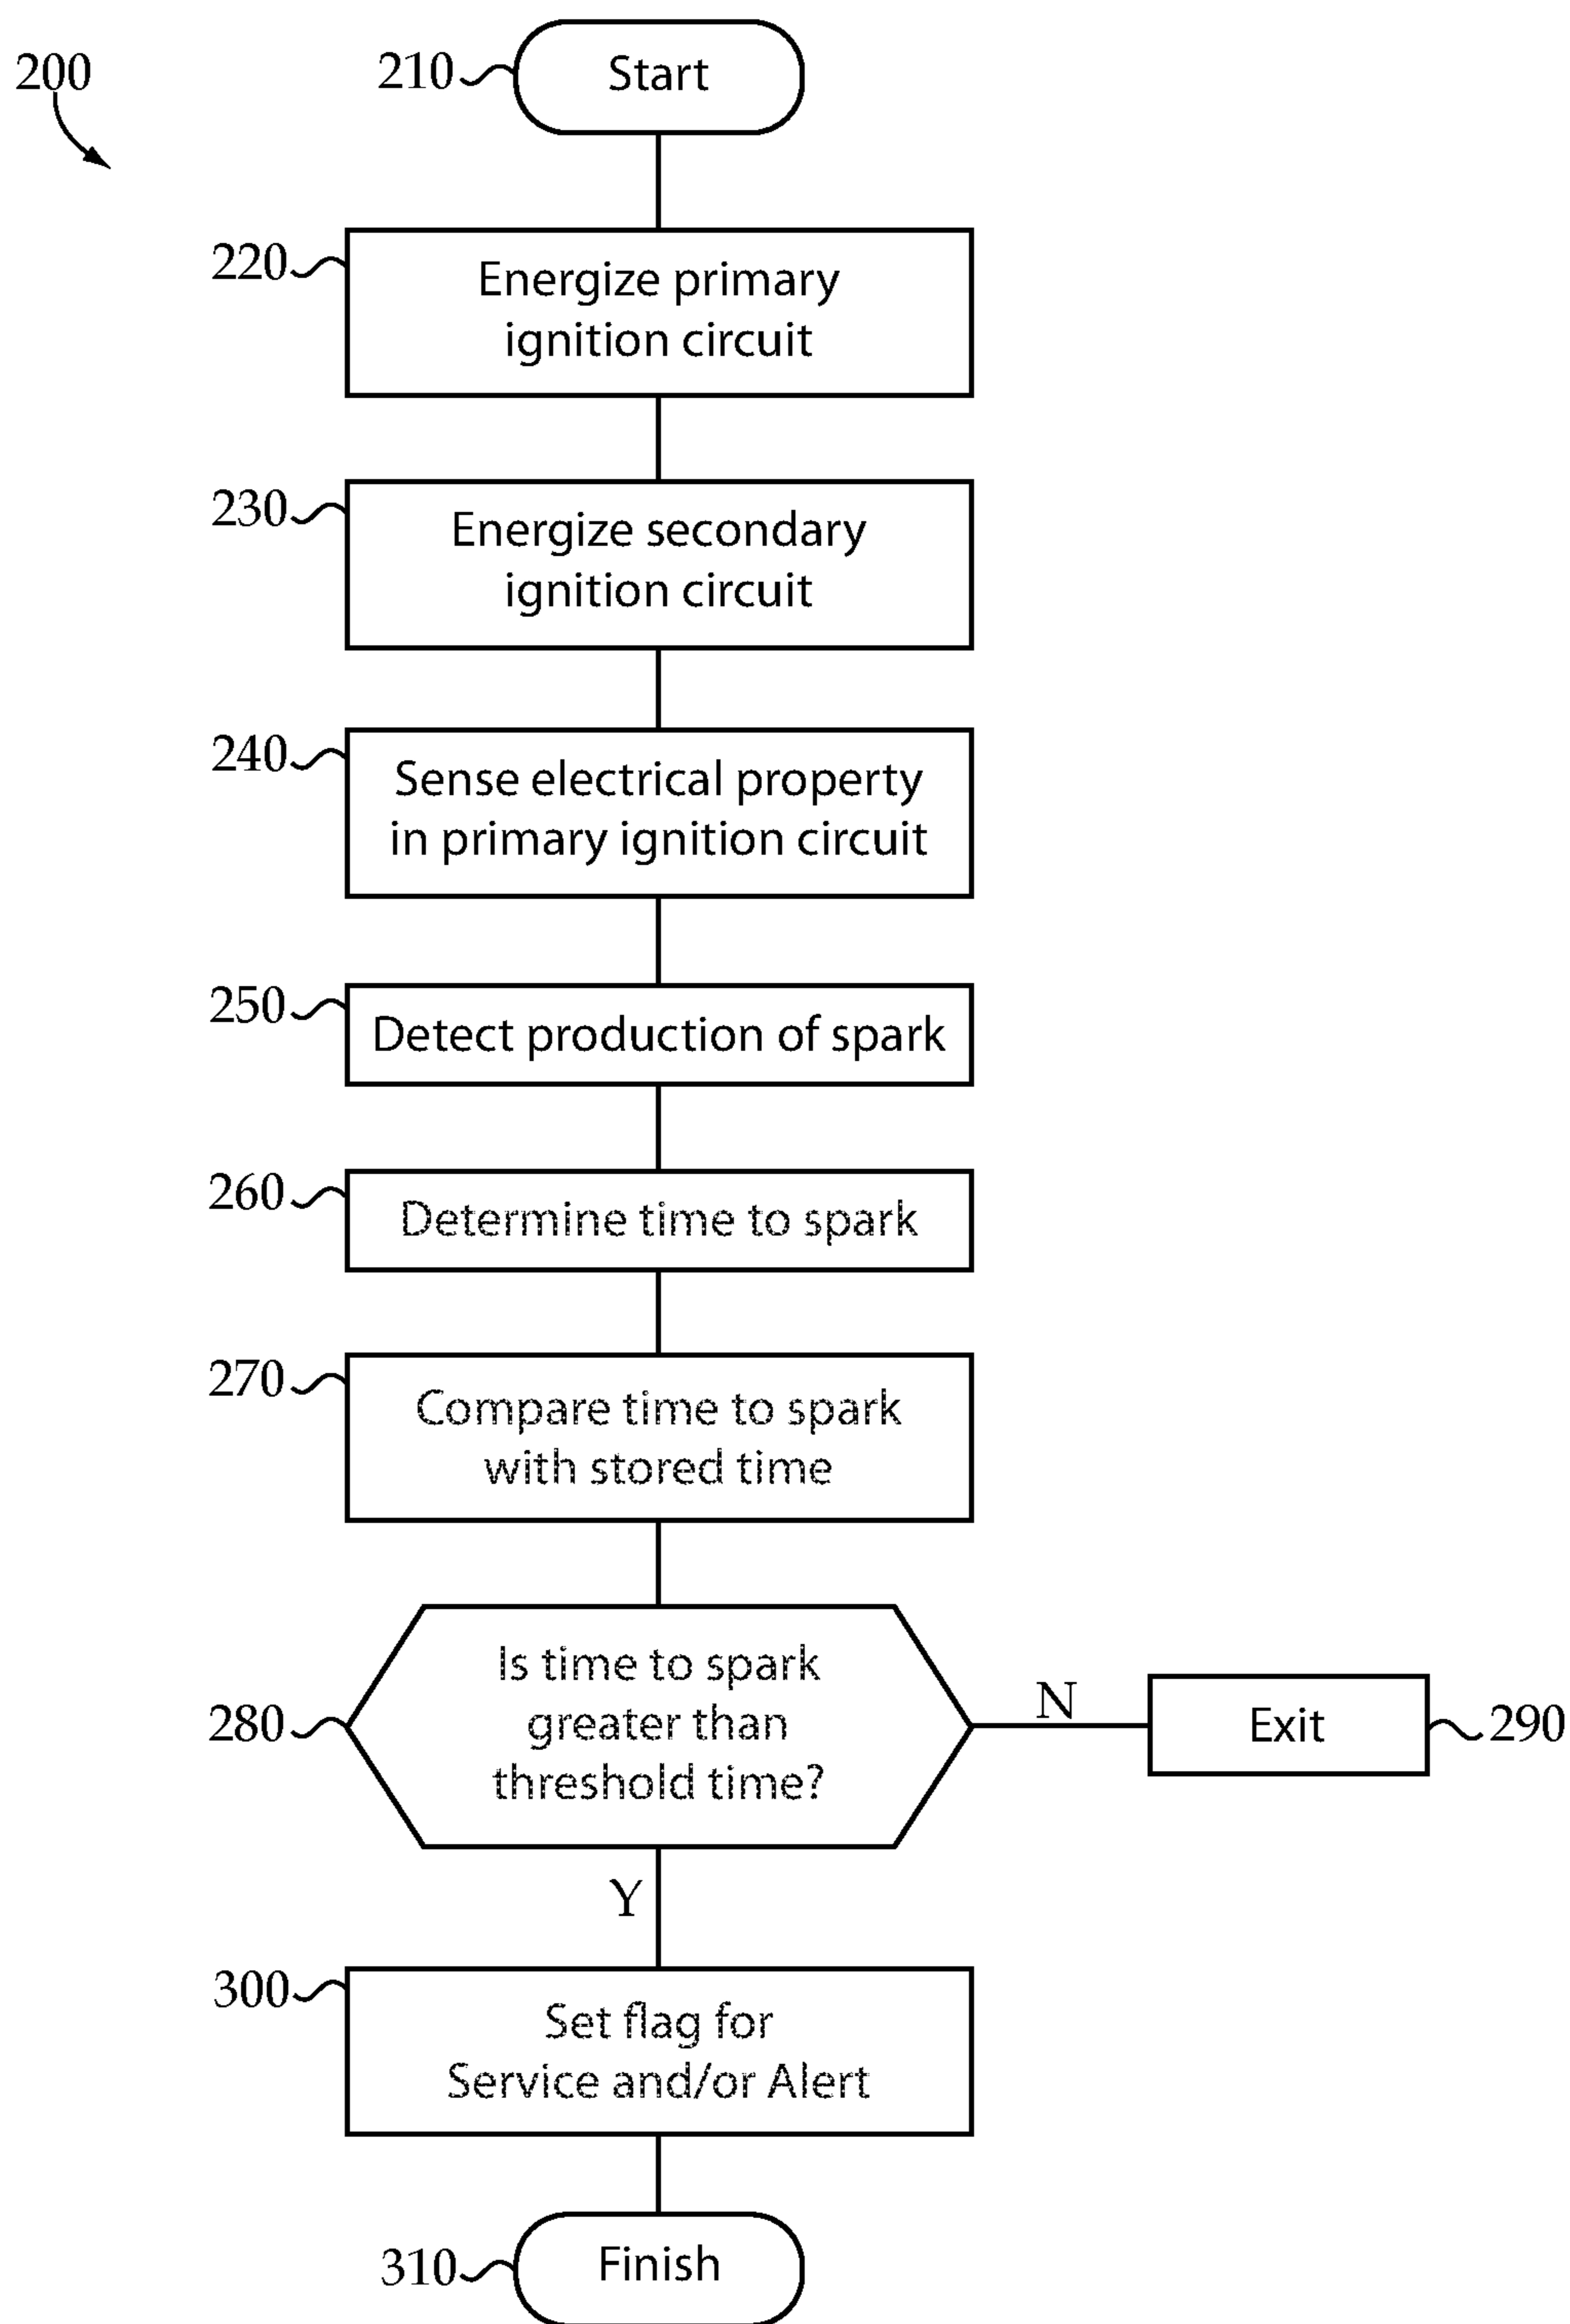 200
210
Start
220
Energize primary
ignition circuit
230
Energize secondary
ignition circuit
240
Sense electrical property
in primary ignition circuit
250
Detect production of spark
260
Determine time to spark
270
Compare time to spark
with stored time
280
Is time to spark
greater than
threshold time?
N
Exit
290
Y
300
Set flag for
Service and/or Alert
310
Finish